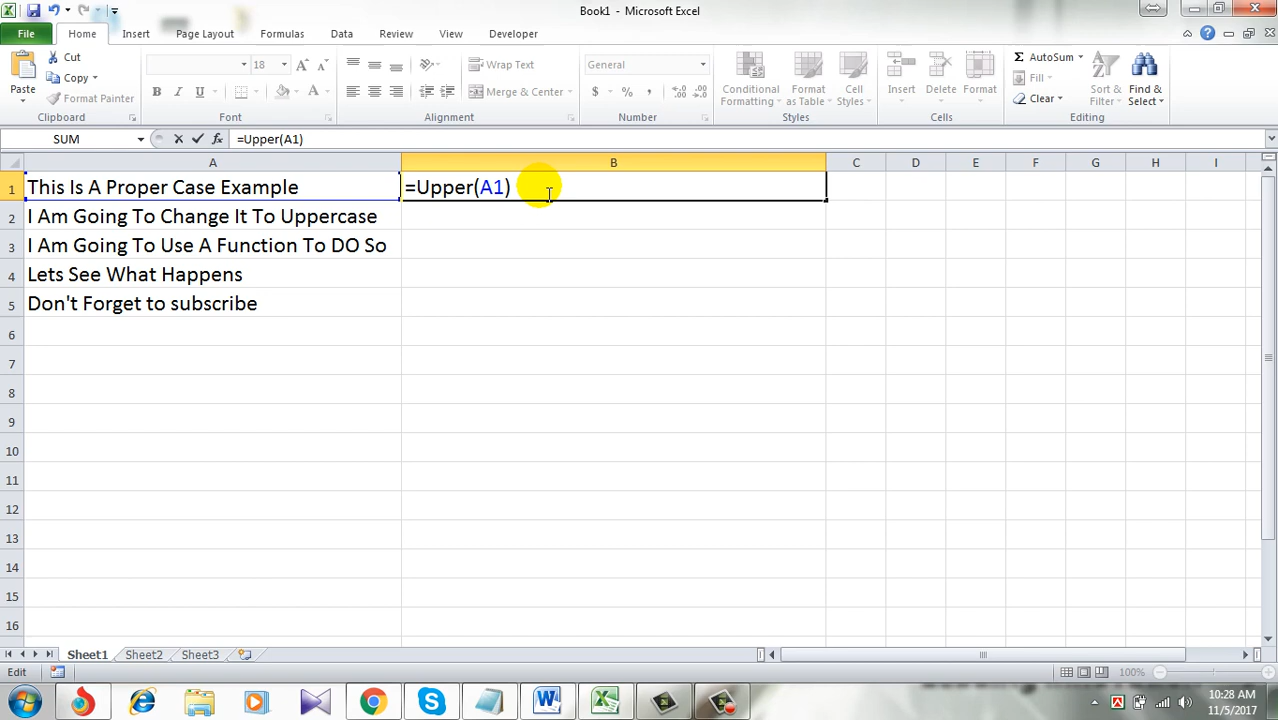 Book1 - Microsoft Excel
File Home Insert Page Layout Formulas Data Review View Developer
Cut
Copy
Format Painter
Paste
Clipboard
18
B I U A
Font
Wrap Text
Merge & Center
Alignment
General
$ % ,
Number
Conditional Formatting
Format as Table
Cell Styles
Styles
Insert Delete Format
Cells
Σ AutoSum
Fill
Clear
Sort & Filter
Find & Select
Editing
SUM fx =Upper(A1)
A B C D E F G H I
1 This Is A Proper Case Example =Upper(A1)
2 I Am Going To Change It To Uppercase
3 I Am Going To Use A Function To DO So
4 Lets See What Happens
5 Don't Forget to subscribe
6
7
8
9
10
11
12
13
14
15
16
Sheet1 Sheet2 Sheet3
Edit 100%
10:28 AM
11/5/2017